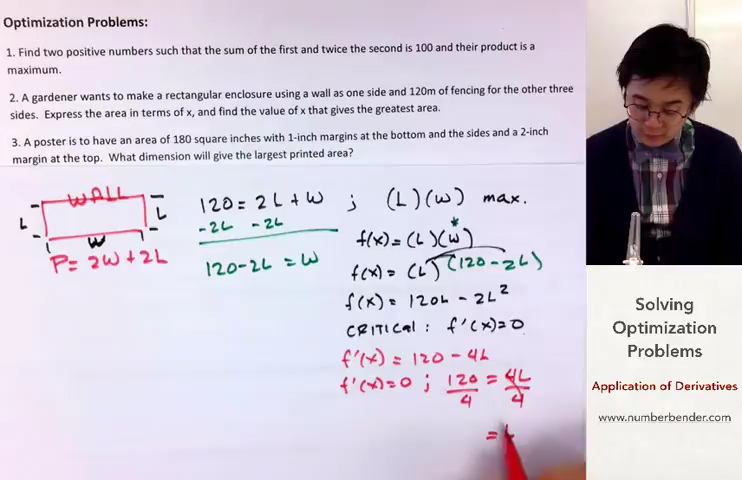 Optimization Problems:
1. Find two positive numbers such that the sum of the first and twice the second is 100 and their product is a
maximum.
2. A gardener wants to make a rectangular enclosure using a wall as one side and 120m of fencing for the other three
sides. Express the area in terms of x, and find the value of x that gives the greatest area.
3. A poster is to have an area of 180 square inches with 1-inch margins at the bottom and the sides and a 2-inch
margin at the top. What dimension will give the largest printed area?
WALL
L
L
W
P = 2W + 2L
120 = 2L + W ; (L)(W) max.
-2L -2L
120 - 2L = W
f(x) = (L)(W*)
f(x) = (L)(120 - 2L)
f(x) = 120L - 2L²
CRITICAL : f'(x)=0
f'(x) = 120 - 4L
f'(x)=0 ; 120/4 = 4L/4
=
Solving
Optimization
Problems
Application of Derivatives
www.numberbender.com